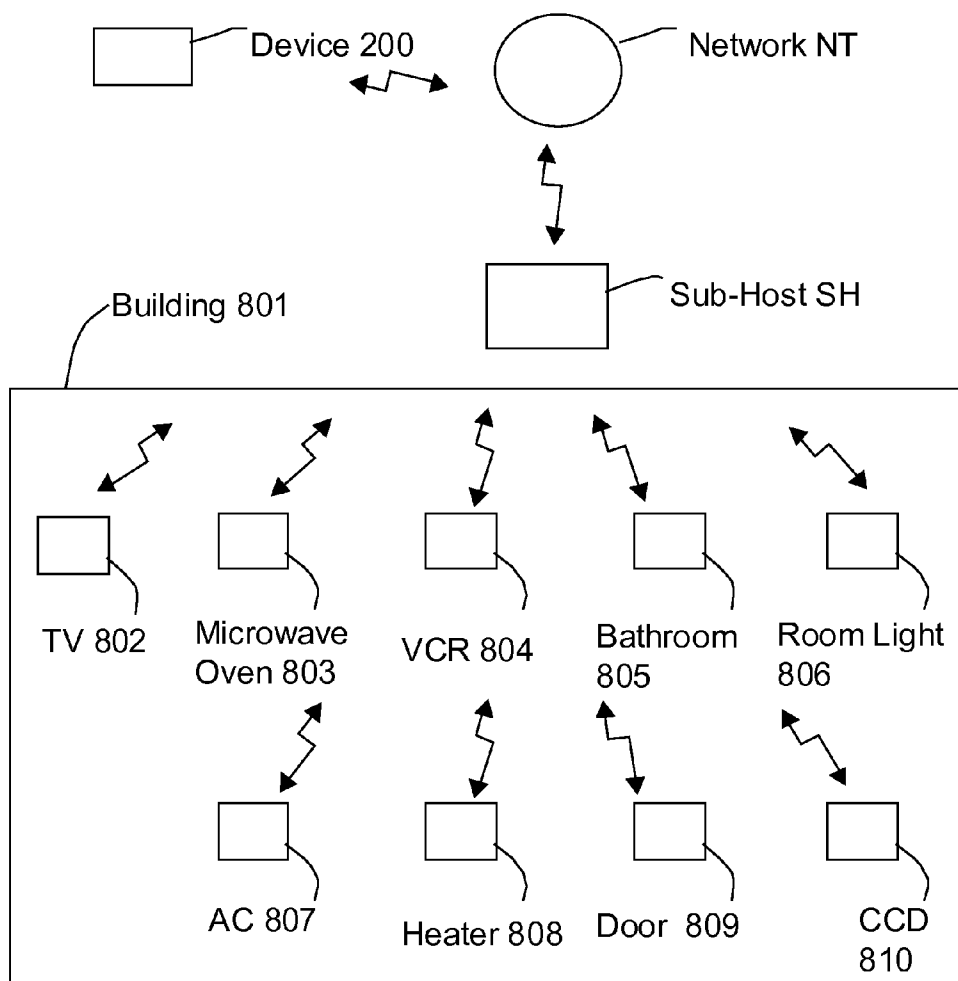 Device 200
Network NT
Sub-Host SH
Building 801
TV 802
Microwave
Oven 803
VCR 804
Bathroom
805
Room Light
806
AC 807
Heater 808
Door 809
CCD
810